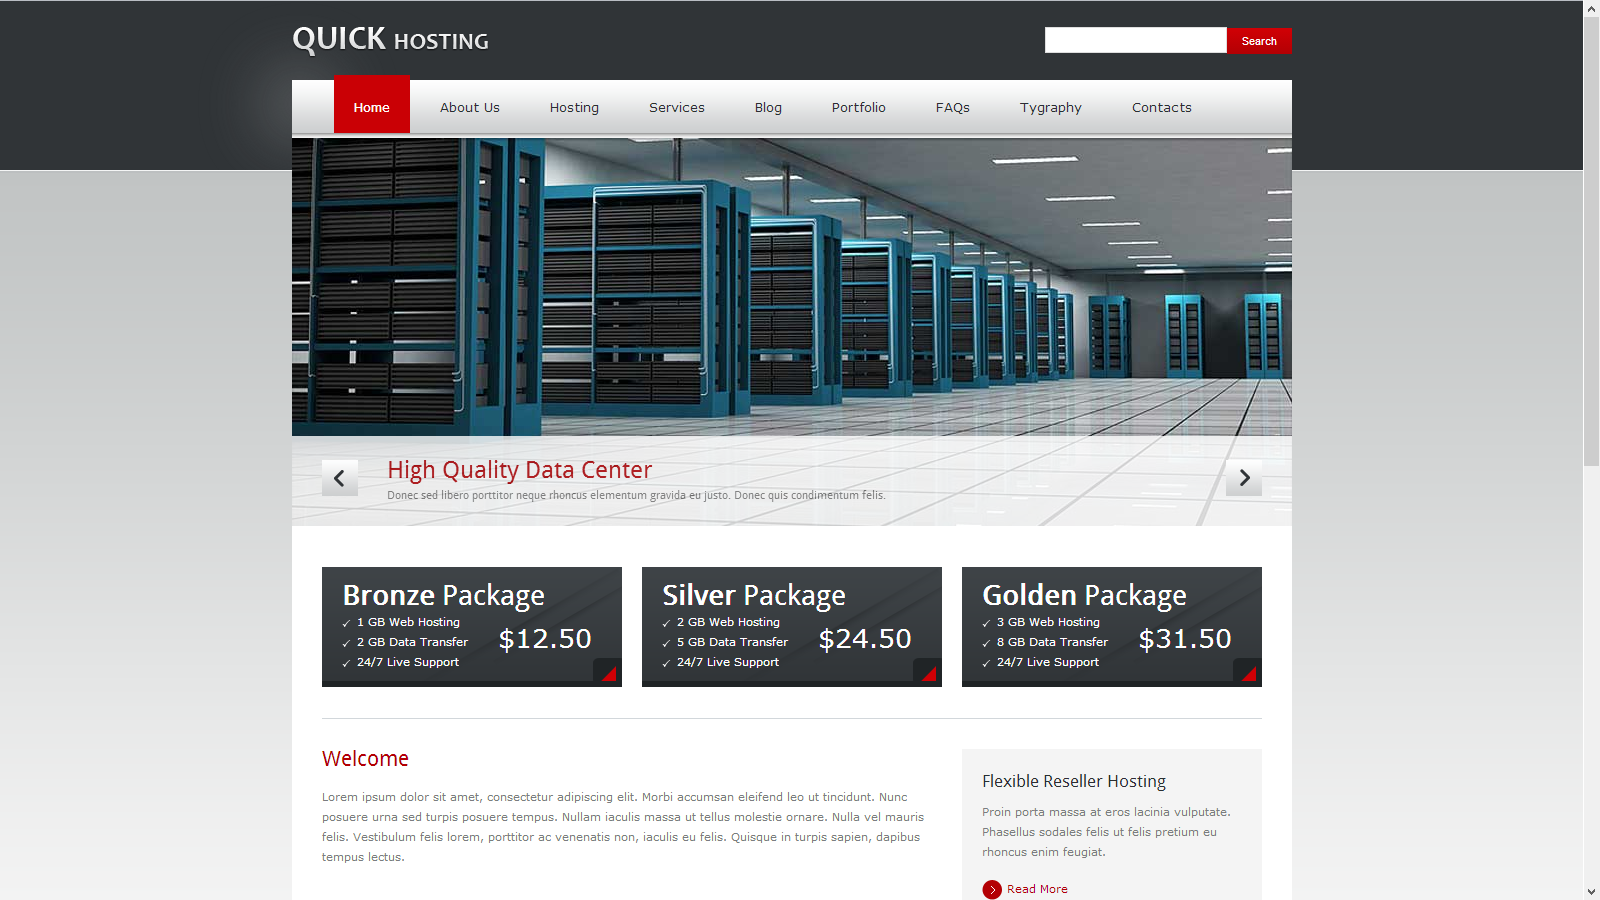 QUICK HOSTING
Search
Home About Us Hosting Services Blog Portfolio FAQs Tygraphy Contacts
High Quality Data Center
Donec sed libero porttitor neque rhoncus elementum gravida eu justo. Donec quis condimentum felis.
Bronze Package
1 GB Web Hosting
2 GB Data Transfer
24/7 Live Support
$12.50
Silver Package
2 GB Web Hosting
5 GB Data Transfer
24/7 Live Support
$24.50
Golden Package
3 GB Web Hosting
8 GB Data Transfer
24/7 Live Support
$31.50
Welcome
Lorem ipsum dolor sit amet, consectetur adipiscing elit. Morbi accumsan eleifend leo ut tincidunt. Nunc
posuere urna sed turpis posuere tempus. Nullam iaculis massa ut tellus molestie ornare. Nulla vel mauris
felis. Vestibulum felis lorem, porttitor ac venenatis non, iaculis eu felis. Quisque in turpis sapien, dapibus
tempus lectus.
Flexible Reseller Hosting
Proin porta massa at eros lacinia vulputate.
Phasellus sodales felis ut felis pretium eu
rhoncus enim feugiat.
Read More